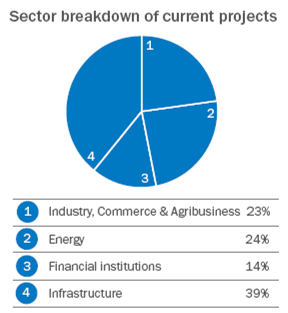 Sector breakdown of current projects
1
2
3
4
1 Industry, Commerce & Agribusiness 23%
2 Energy 24%
3 Financial institutions 14%
4 Infrastructure 39%